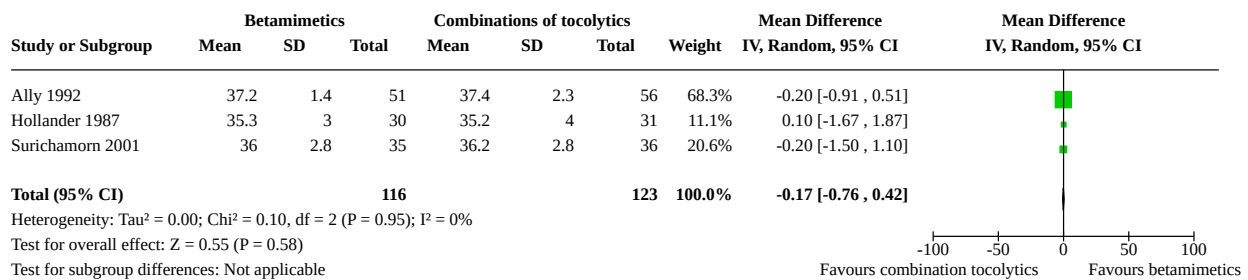 Betamimetics Combinations of tocolytics Mean Difference Mean Difference
Study or Subgroup Mean SD Total Mean SD Total Weight IV, Random, 95% CI IV, Random, 95% CI
Ally 1992 37.2 1.4 51 37.4 2.3 56 68.3% -0.20 [-0.91 , 0.51]
Hollander 1987 35.3 3 30 35.2 4 31 11.1% 0.10 [-1.67 , 1.87]
Surichamorn 2001 36 2.8 35 36.2 2.8 36 20.6% -0.20 [-1.50 , 1.10]
Total (95% CI) 116 123 100.0% -0.17 [-0.76 , 0.42]
Heterogeneity: Tau² = 0.00; Chi² = 0.10, df = 2 (P = 0.95); I² = 0%
Test for overall effect: Z = 0.55 (P = 0.58) -100 -50 0 50 100
Test for subgroup differences: Not applicable Favours combination tocolytics Favours betamimetics